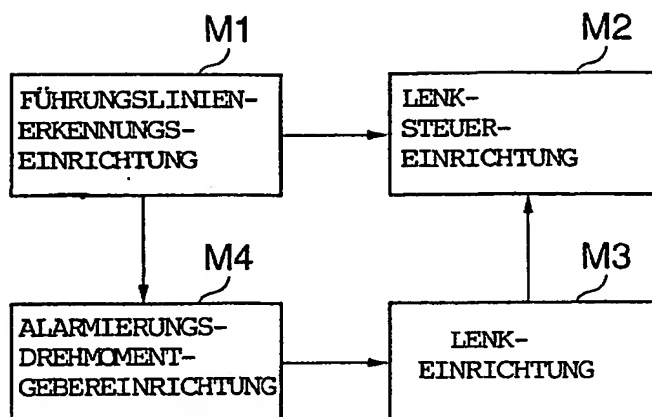 M1
M2
FÜHRUNGSLINIEN-
ERKENNUNGS-
EINRICHTUNG
LENK-
STEUER-
EINRICHTUNG
M4
M3
ALARMIERUNGS-
DREHMOMENT-
GEBEREINRICHTUNG
LENK-
EINRICHTUNG